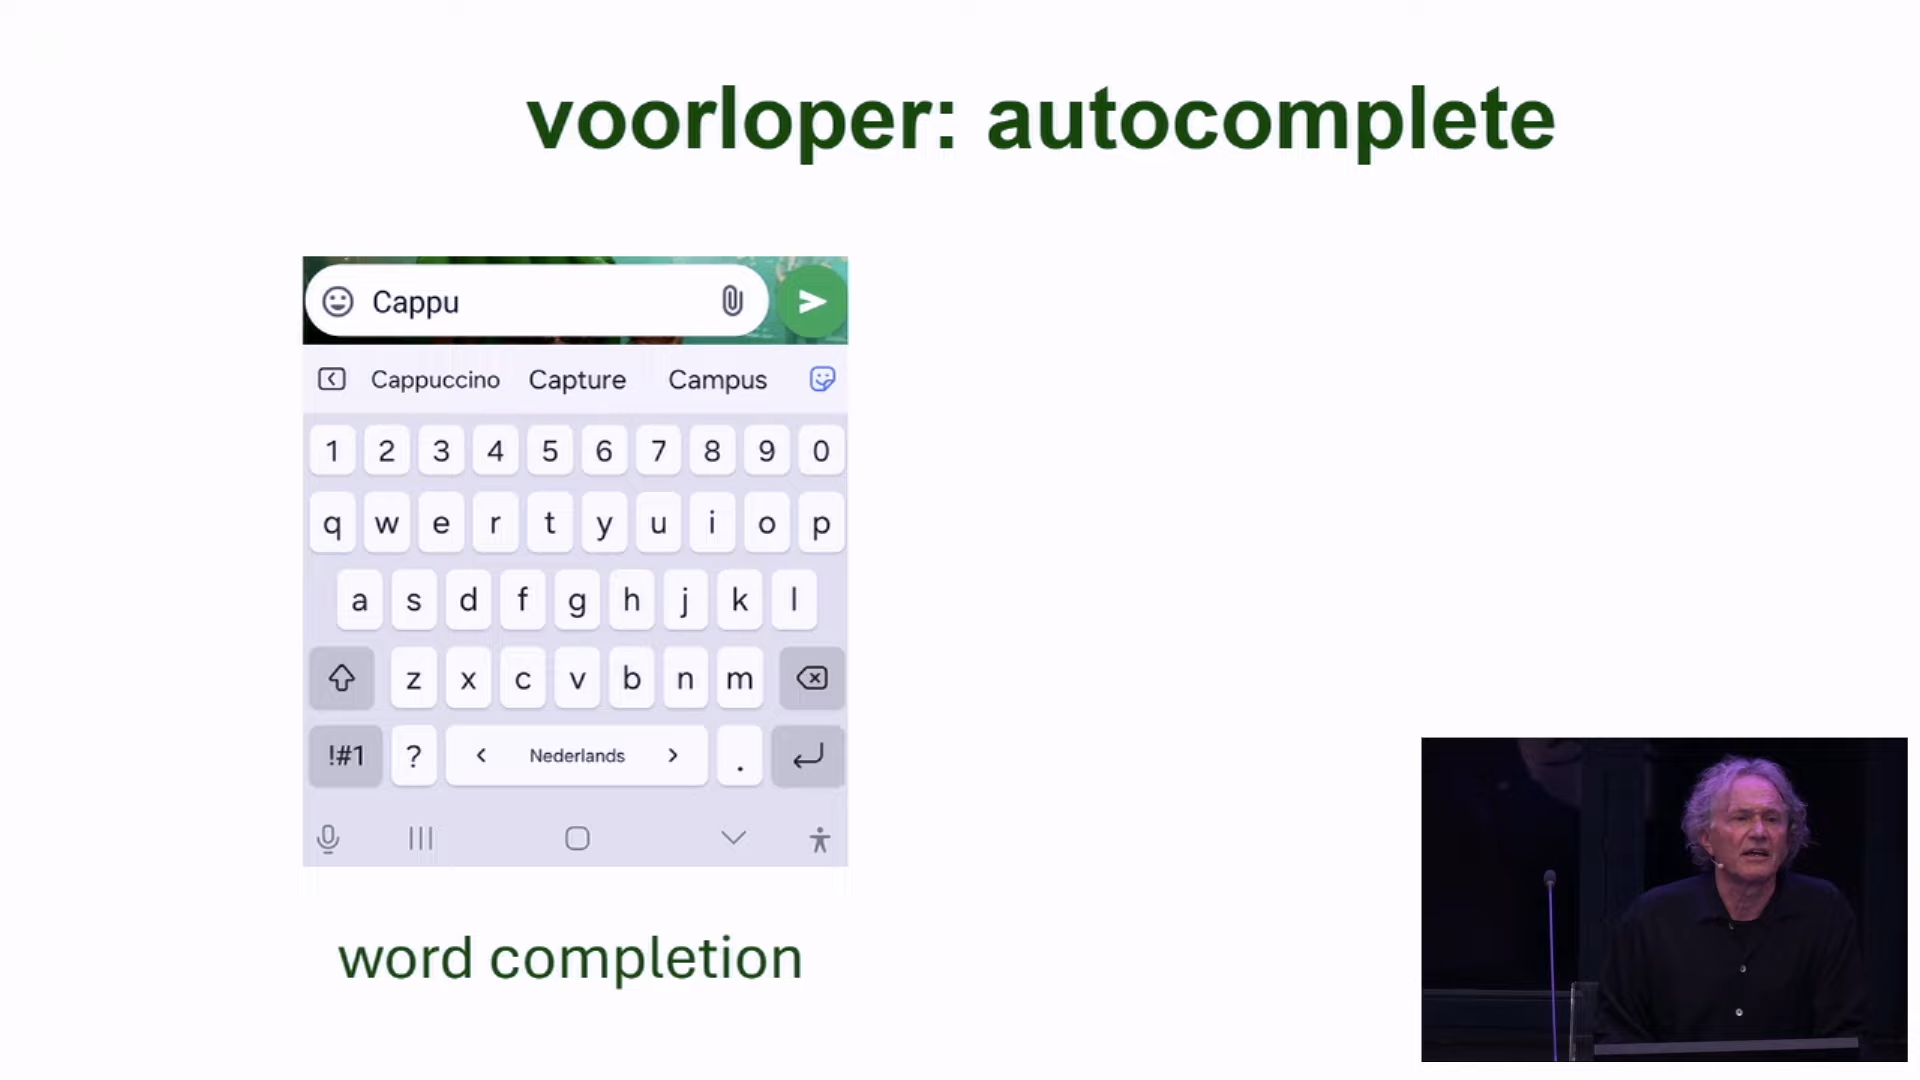 voorloper: autocomplete
Cappu
Cappuccino Capture Campus
1 2 3 4 5 6 7 8 9 0
q w e r t y u i o p
a s d f g h j k l
z x c v b n m
!#1 ? < Nederlands > .
word completion